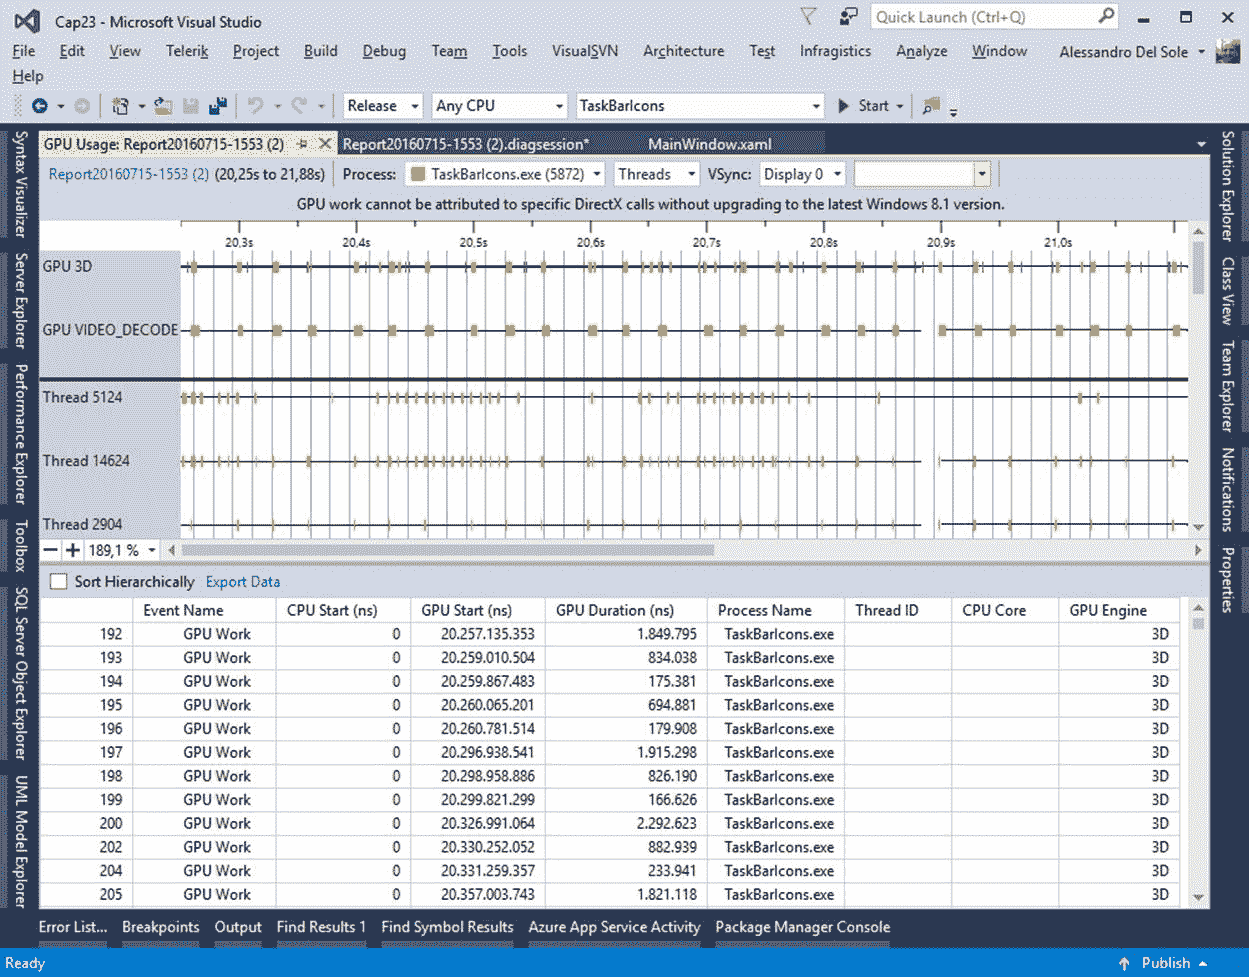 Cap23 - Microsoft Visual Studio
Quick Launch (Ctrl+Q)
File Edit View Telerik Project Build Debug Team Tools VisualSVN Architecture Test Infragistics Analyze Window Alessandro Del Sole
Help
Release Any CPU TaskBarIcons Start
GPU Usage: Report20160715-1553 (2) Report20160715-1553 (2).diagsession* MainWindow.xaml
Report20160715-1553 (2) (20,25s to 21,88s) Process: TaskBarIcons.exe (5872) Threads VSync: Display 0
GPU work cannot be attributed to specific DirectX calls without upgrading to the latest Windows 8.1 version.
20,3s 20,4s 20,5s 20,6s 20,7s 20,8s 20,9s 21,0s
GPU 3D
GPU VIDEO_DECODE
Thread 5124
Thread 14624
Thread 2904
189,1 %
Sort Hierarchically Export Data
Event Name CPU Start (ns) GPU Start (ns) GPU Duration (ns) Process Name Thread ID CPU Core GPU Engine
192 GPU Work 0 20.257.135.353 1.849.795 TaskBarIcons.exe 3D
193 GPU Work 0 20.259.010.504 834.038 TaskBarIcons.exe 3D
194 GPU Work 0 20.259.867.483 175.381 TaskBarIcons.exe 3D
195 GPU Work 0 20.260.065.201 694.881 TaskBarIcons.exe 3D
196 GPU Work 0 20.260.781.514 179.908 TaskBarIcons.exe 3D
197 GPU Work 0 20.296.938.541 1.915.298 TaskBarIcons.exe 3D
198 GPU Work 0 20.298.958.886 826.190 TaskBarIcons.exe 3D
199 GPU Work 0 20.299.821.299 166.626 TaskBarIcons.exe 3D
200 GPU Work 0 20.326.991.064 2.292.623 TaskBarIcons.exe 3D
202 GPU Work 0 20.330.252.052 882.939 TaskBarIcons.exe 3D
204 GPU Work 0 20.331.259.357 233.941 TaskBarIcons.exe 3D
205 GPU Work 0 20.357.003.743 1.821.118 TaskBarIcons.exe 3D
Syntax Visualizer
Server Explorer
Performance Explorer
Toolbox
SQL Server Object Explorer
UML Model Explorer
Solution Explorer
Class View
Team Explorer
Notifications
Properties
Error List... Breakpoints Output Find Results 1 Find Symbol Results Azure App Service Activity Package Manager Console
Ready Publish